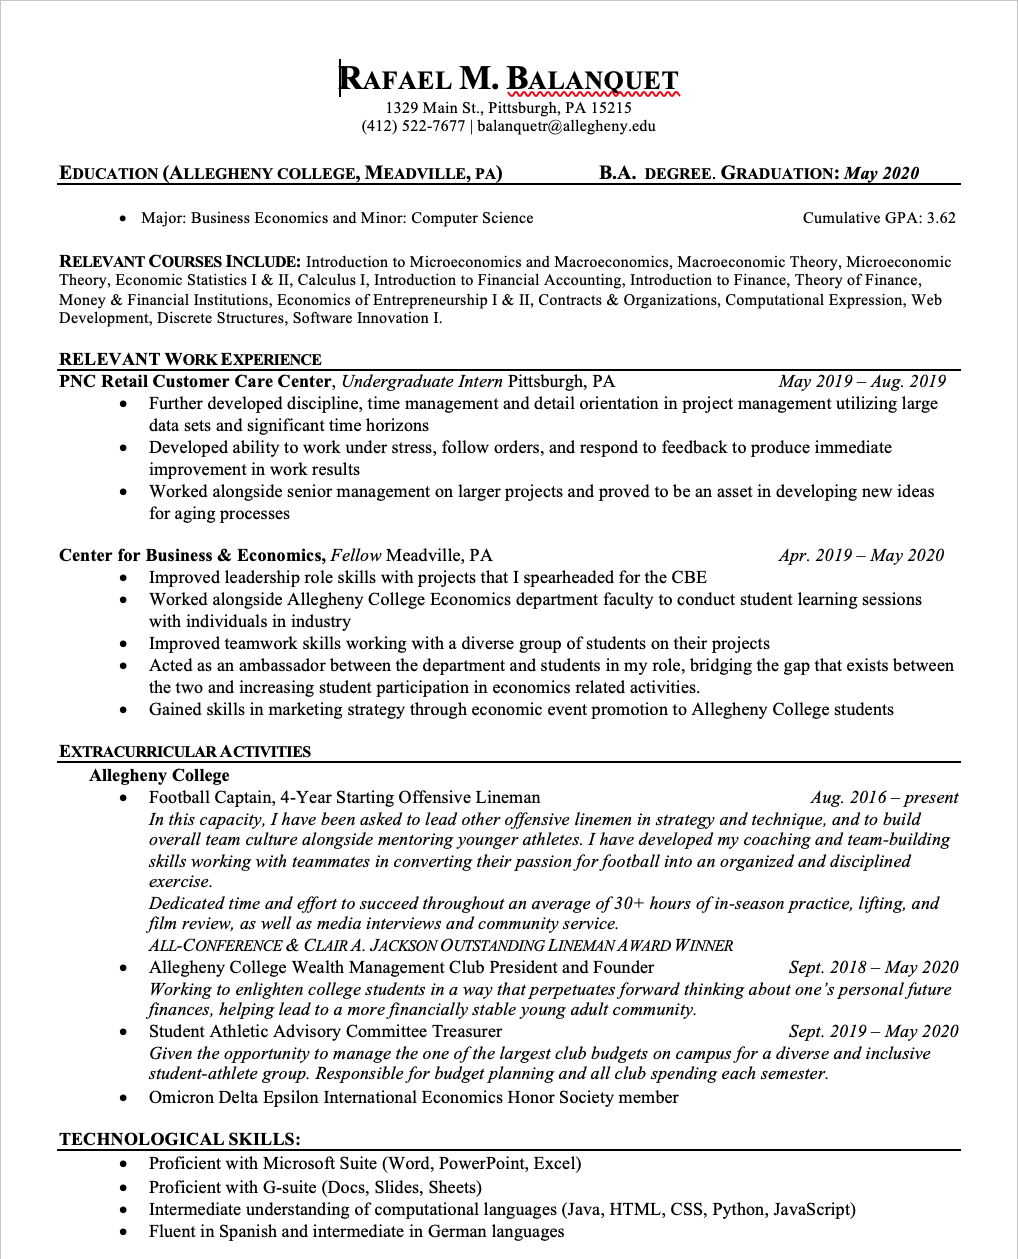 RAFAEL M. BALANQUET
1329 Main St., Pittsburgh, PA 15215
(412) 522-7677 | balanquetr@allegheny.edu
EDUCATION (ALLEGHENY COLLEGE, MEADVILLE, PA) B.A. DEGREE. GRADUATION: May 2020
• Major: Business Economics and Minor: Computer Science Cumulative GPA: 3.62
RELEVANT COURSES INCLUDE: Introduction to Microeconomics and Macroeconomics, Macroeconomic Theory, Microeconomic
Theory, Economic Statistics I & II, Calculus I, Introduction to Financial Accounting, Introduction to Finance, Theory of Finance,
Money & Financial Institutions, Economics of Entrepreneurship I & II, Contracts & Organizations, Computational Expression, Web
Development, Discrete Structures, Software Innovation I.
RELEVANT WORK EXPERIENCE
PNC Retail Customer Care Center, Undergraduate Intern Pittsburgh, PA May 2019 – Aug. 2019
• Further developed discipline, time management and detail orientation in project management utilizing large
data sets and significant time horizons
• Developed ability to work under stress, follow orders, and respond to feedback to produce immediate
improvement in work results
• Worked alongside senior management on larger projects and proved to be an asset in developing new ideas
for aging processes
Center for Business & Economics, Fellow Meadville, PA Apr. 2019 – May 2020
• Improved leadership role skills with projects that I spearheaded for the CBE
• Worked alongside Allegheny College Economics department faculty to conduct student learning sessions
with individuals in industry
• Improved teamwork skills working with a diverse group of students on their projects
• Acted as an ambassador between the department and students in my role, bridging the gap that exists between
the two and increasing student participation in economics related activities.
• Gained skills in marketing strategy through economic event promotion to Allegheny College students
EXTRACURRICULAR ACTIVITIES
Allegheny College
• Football Captain, 4-Year Starting Offensive Lineman Aug. 2016 – present
In this capacity, I have been asked to lead other offensive linemen in strategy and technique, and to build
overall team culture alongside mentoring younger athletes. I have developed my coaching and team-building
skills working with teammates in converting their passion for football into an organized and disciplined
exercise.
Dedicated time and effort to succeed throughout an average of 30+ hours of in-season practice, lifting, and
film review, as well as media interviews and community service.
ALL-CONFERENCE & CLAIR A. JACKSON OUTSTANDING LINEMAN AWARD WINNER
• Allegheny College Wealth Management Club President and Founder Sept. 2018 – May 2020
Working to enlighten college students in a way that perpetuates forward thinking about one’s personal future
finances, helping lead to a more financially stable young adult community.
• Student Athletic Advisory Committee Treasurer Sept. 2019 – May 2020
Given the opportunity to manage the one of the largest club budgets on campus for a diverse and inclusive
student-athlete group. Responsible for budget planning and all club spending each semester.
• Omicron Delta Epsilon International Economics Honor Society member
TECHNOLOGICAL SKILLS:
• Proficient with Microsoft Suite (Word, PowerPoint, Excel)
• Proficient with G-suite (Docs, Slides, Sheets)
• Intermediate understanding of computational languages (Java, HTML, CSS, Python, JavaScript)
• Fluent in Spanish and intermediate in German languages